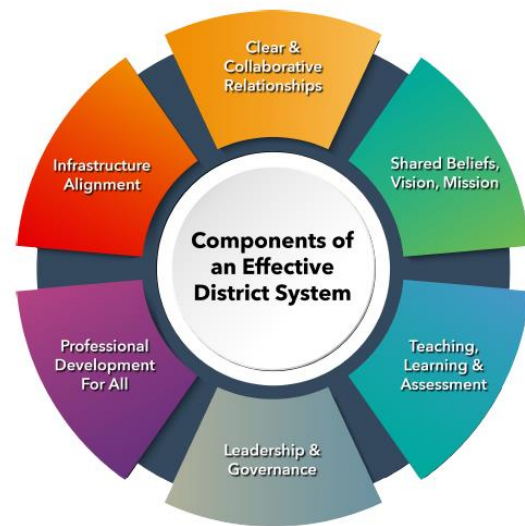 Clear &
Collaborative
Relationships
Shared Beliefs,
Vision, Mission
Teaching,
Learning &
Assessment
Leadership &
Governance
Professional
Development
For All
Infrastructure
Alignment
Components of
an Effective
District System